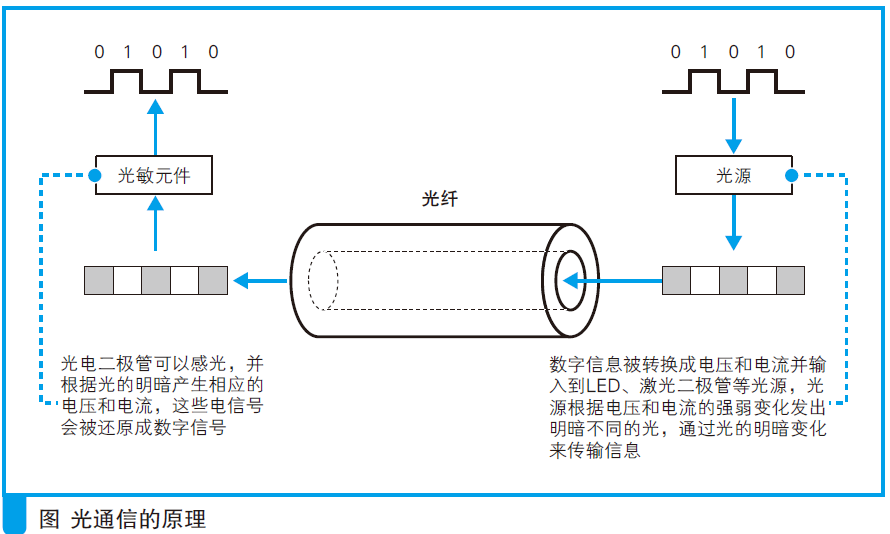 0 1 0 1 0
0 1 0 1 0
光敏元件
光源
光纤
光电二极管可以感光，并
根据光的明暗产生相应的
电压和电流，这些电信号
会被还原成数字信号
数字信息被转换成电压和电流并输
入到LED、激光二极管等光源，光
源根据电压和电流的强弱变化发出
明暗不同的光，通过光的明暗变化
来传输信息
图 光通信的原理